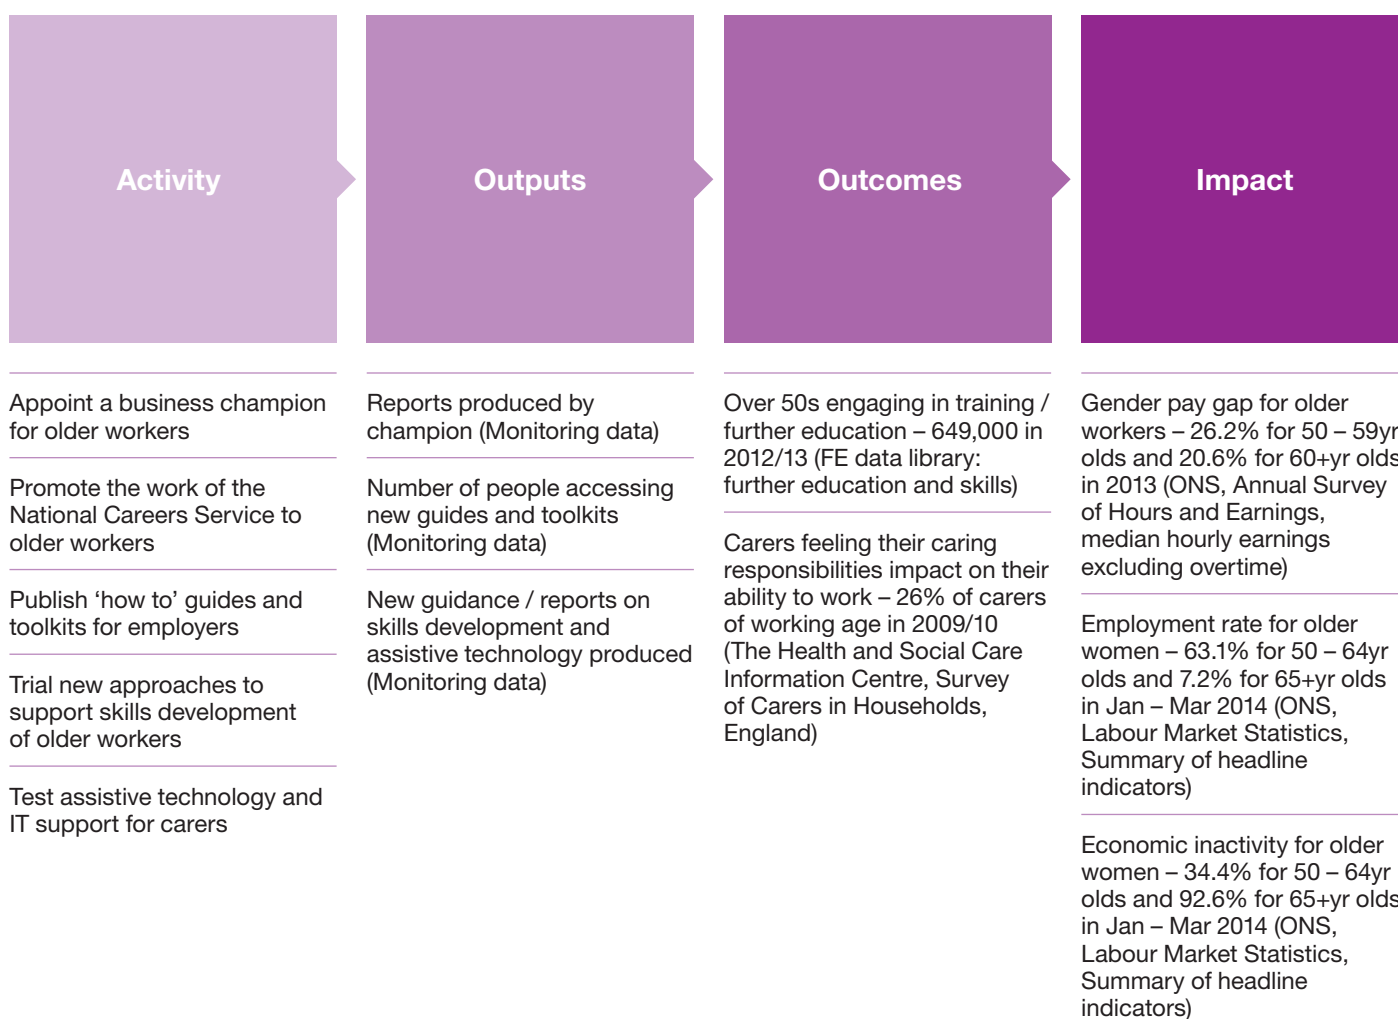 Activity
Outputs
Outcomes
Impact
Appoint a business champion
for older workers
Promote the work of the
National Careers Service to
older workers
Publish ‘how to’ guides and
toolkits for employers
Trial new approaches to
support skills development
of older workers
Test assistive technology and
IT support for carers
Reports produced by
champion (Monitoring data)
Number of people accessing
new guides and toolkits
(Monitoring data)
New guidance / reports on
skills development and
assistive technology produced
(Monitoring data)
Over 50s engaging in training /
further education – 649,000 in
2012/13 (FE data library:
further education and skills)
Carers feeling their caring
responsibilities impact on their
ability to work – 26% of carers
of working age in 2009/10
(The Health and Social Care
Information Centre, Survey
of Carers in Households,
England)
Gender pay gap for older
workers – 26.2% for 50 – 59yr
olds and 20.6% for 60+yr olds
in 2013 (ONS, Annual Survey
of Hours and Earnings,
median hourly earnings
excluding overtime)
Employment rate for older
women – 63.1% for 50 – 64yr
olds and 7.2% for 65+yr olds
in Jan – Mar 2014 (ONS,
Labour Market Statistics,
Summary of headline
indicators)
Economic inactivity for older
women – 34.4% for 50 – 64yr
olds and 92.6% for 65+yr olds
in Jan – Mar 2014 (ONS,
Labour Market Statistics,
Summary of headline
indicators)